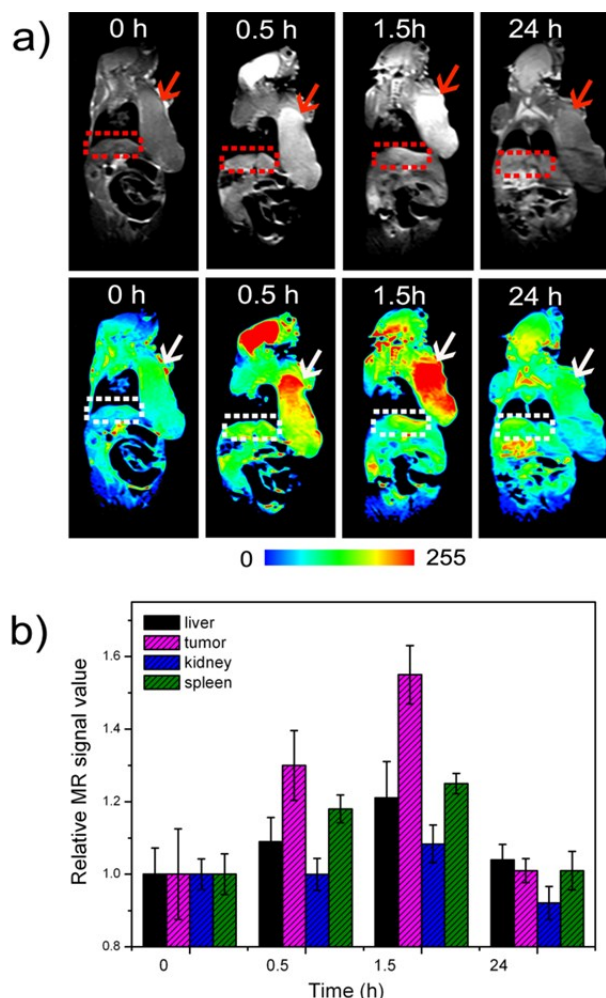 a)
0 h 0.5 h 1.5h 24 h
0 h 0.5 h 1.5h 24 h
0 255
b)
liver
tumor
kidney
spleen
1.6
1.4
1.2
1.0
0.8
Relative MR signal value
0 0.5 1.5 24
Time (h)